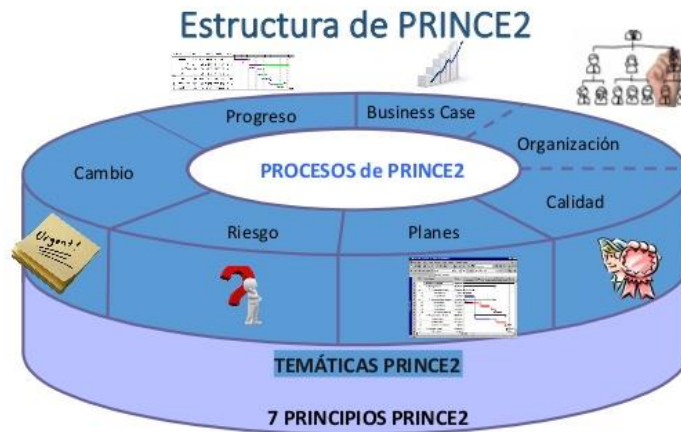 Estructura de PRINCE2
Progreso
Business Case
Organización
Cambio
PROCESOS de PRINCE2
Calidad
Riesgo
Planes
Urgent!
TEMÁTICAS PRINCE2
7 PRINCIPIOS PRINCE2